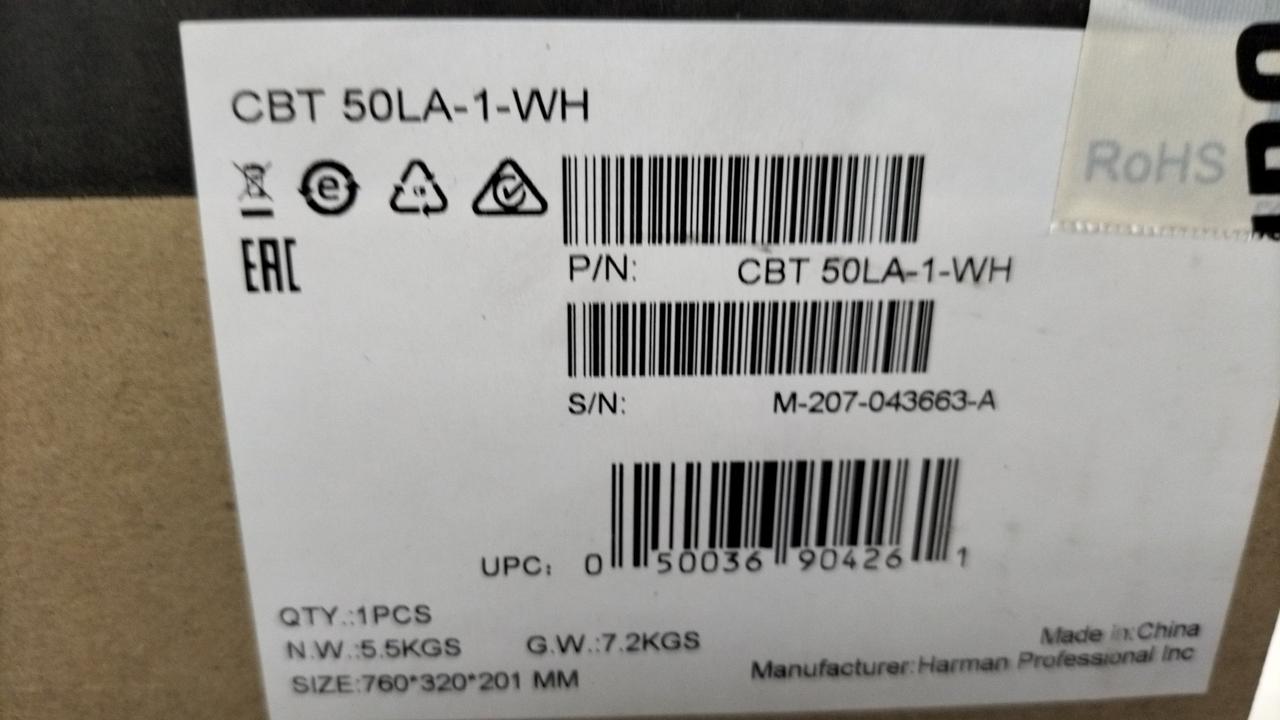 CBT 50LA-1-WH
RoHS
EAC
P/N: CBT 50LA-1-WH
S/N: M-207-043663-A
UPC: 0 50036 90426 1
QTY.:1PCS
N.W.:5.5KGS G.W.:7.2KGS
SIZE:760*320*201 MM
Made in:China
Manufacturer:Harman Professional Inc